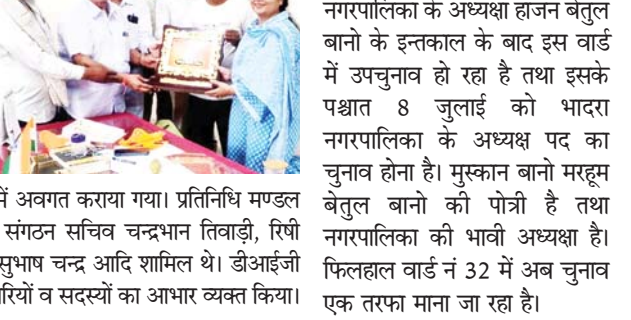 में अवगत कराया गया। प्रतिनिधि मण्डल
संगठन सचिव चन्द्रभान तिवाड़ी, रिषी
सुभाष चन्द्र आदि शामिल थे। डीआईजी
व सदस्यों का आभार व्यक्त किया।
नगरपालिका के अध्यक्षा हाजन बेतुल
बानो के इन्तकाल के बाद इस वार्ड
में उपचुनाव हो रहा है तथा इसके
पश्चात 8 जुलाई को भादरा
नगरपालिका के अध्यक्ष पद का
चुनाव होना है। मुस्कान बानो मरहूम
बेतुल बानो की पोत्री है तथा
नगरपालिका की भावी अध्यक्षा है।
फिलहाल वार्ड नं 32 में अब चुनाव
एक तरफा माना जा रहा है।